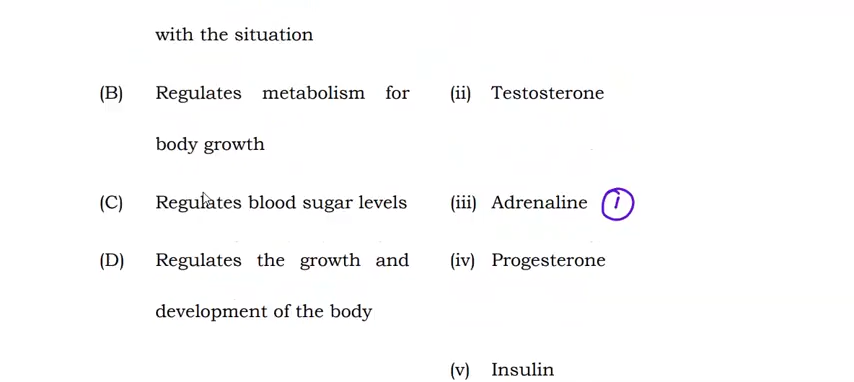 with the situation
(B) Regulates metabolism for (ii) Testosterone
body growth
(C) Regulates blood sugar levels (iii) Adrenaline i
(D) Regulates the growth and (iv) Progesterone
development of the body
(v) Insulin